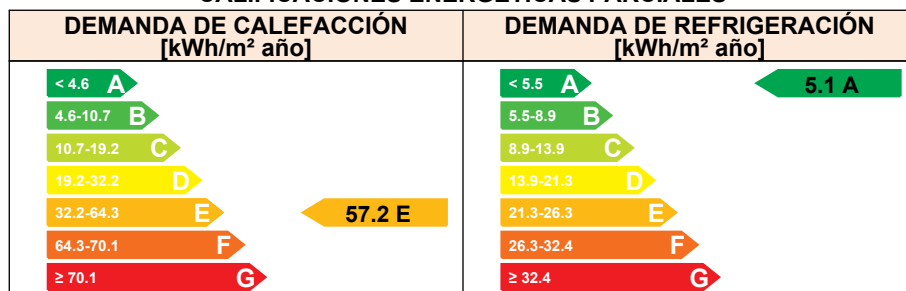 CALIFICACIONES ENERGÉTICAS PARCIALES
DEMANDA DE CALEFACCIÓN
[kWh/m² año]
DEMANDA DE REFRIGERACIÓN
[kWh/m² año]
< 4.6 A
4.6-10.7 B
10.7-19.2 C
19.2-32.2 D
32.2-64.3 E
57.2 E
64.3-70.1 F
≥ 70.1 G
< 5.5 A
5.1 A
5.5-8.9 B
8.9-13.9 C
13.9-21.3 D
21.3-26.3 E
26.3-32.4 F
≥ 32.4 G